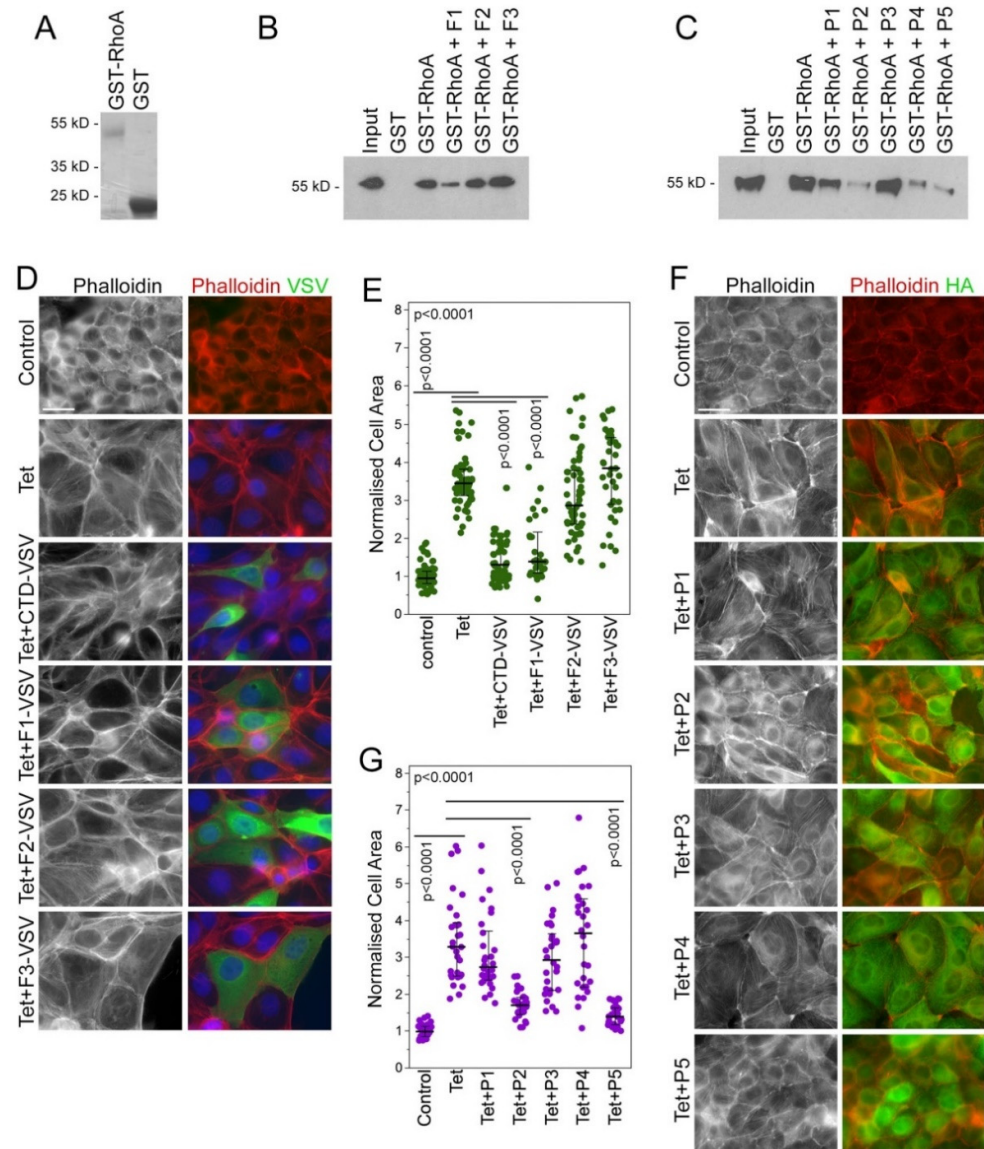 A
GST-RhoA
GST
55 kD -
35 kD -
25 kD -
B
Input
GST
GST-RhoA
GST-RhoA + F1
GST-RhoA + F2
GST-RhoA + F3
55 kD -
C
Input
GST
GST-RhoA
GST-RhoA + P1
GST-RhoA + P2
GST-RhoA + P3
GST-RhoA + P4
GST-RhoA + P5
55 kD -
D
Phalloidin
Phalloidin VSV
Control
Tet
Tet+CTD-VSV
Tet+F1-VSV
Tet+F2-VSV
Tet+F3-VSV
E
Normalised Cell Area
8
7
6
5
4
3
2
1
0
p<0.0001
p<0.0001
p<0.0001
p<0.0001
control
Tet
Tet+CTD-VSV
Tet+F1-VSV
Tet+F2-VSV
Tet+F3-VSV
G
Normalised Cell Area
8
7
6
5
4
3
2
1
0
p<0.0001
p<0.0001
p<0.0001
p<0.0001
Control
Tet
Tet+P1
Tet+P2
Tet+P3
Tet+P4
Tet+P5
F
Phalloidin
Phalloidin HA
Control
Tet
Tet+P1
Tet+P2
Tet+P3
Tet+P4
Tet+P5